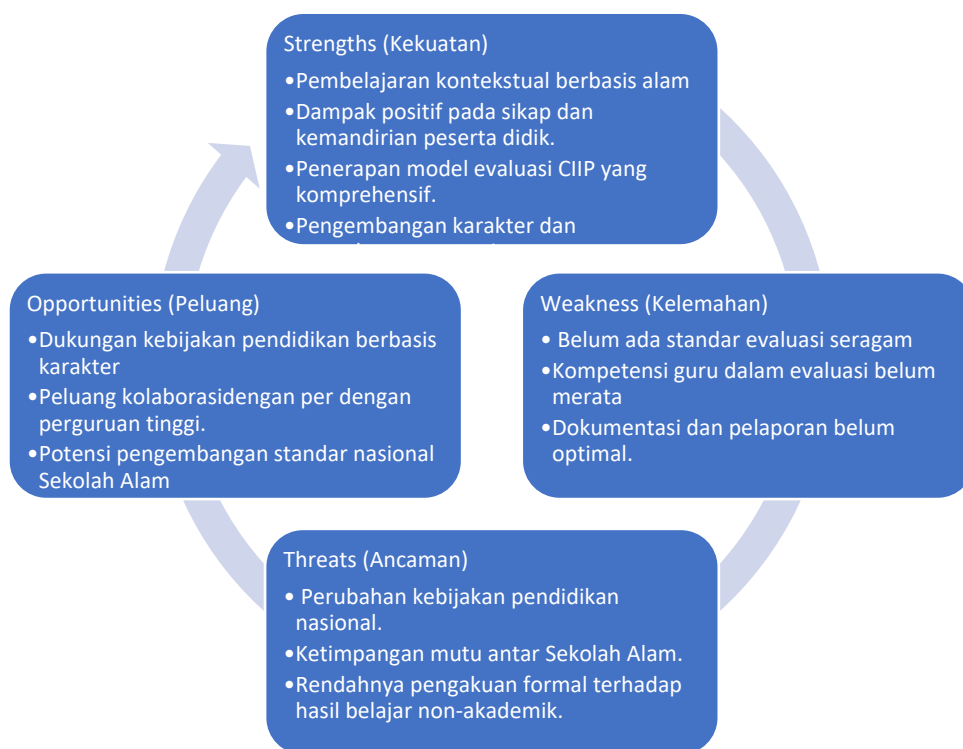 Strengths (Kekuatan)
•Pembelajaran kontekstual berbasis alam
•Dampak positif pada sikap dan
kemandirian peserta didik.
•Penerapan model evaluasi CIIP yang
komprehensif.
•Pengembangan karakter dan
Weakness (Kelemahan)
• Belum ada standar evaluasi seragam
•Kompetensi guru dalam evaluasi belum
merata
•Dokumentasi dan pelaporan belum
optimal.
Threats (Ancaman)
• Perubahan kebijakan pendidikan
nasional.
•Ketimpangan mutu antar Sekolah Alam.
•Rendahnya pengakuan formal terhadap
hasil belajar non-akademik.
Opportunities (Peluang)
•Dukungan kebijakan pendidikan berbasis
karakter
•Peluang kolaborasidengan per dengan
perguruan tinggi.
•Potensi pengembangan standar nasional
Sekolah Alam